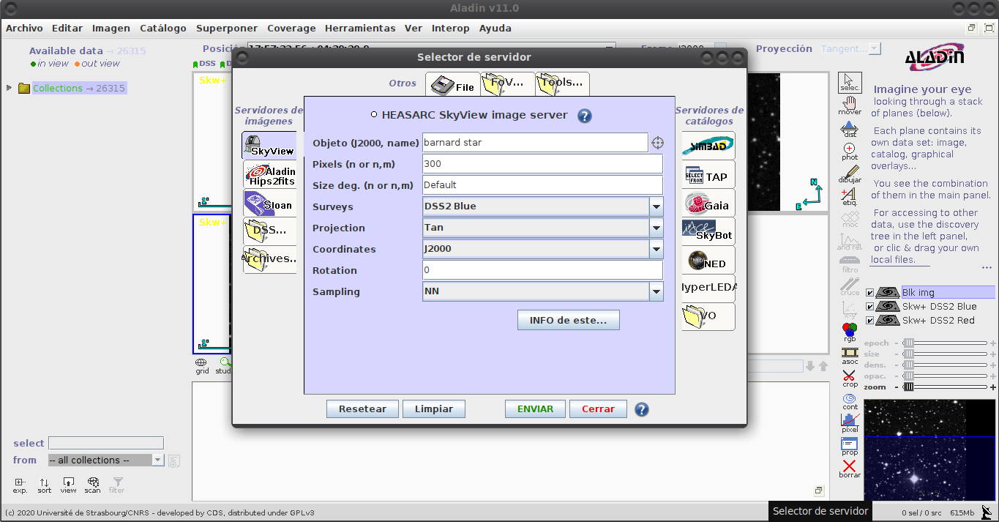 Aladin v11.0
Archivo Editar Imagen Catálogo Superponer Coverage Herramientas Ver Interop Ayuda
Available data → 26315
in view out view
Collections → 26315
Posición
Frame J2000
Proyección Tangent...
ALADIN
DSS
Skw+
1'
Skw+
1'
N
E
grid
Selector de servidor
Otros
File
FoV...
Tools...
Servidores de
imágenes
SkyView
Aladin
Hips2fits
Sloan
DSS...
Archives..
HEASARC SkyView image server ?
Objeto (J2000, name) barnard star
Pixels (n or n,m) 300
Size deg. (n or n,m) Default
Surveys DSS2 Blue
Projection Tan
Coordinates J2000
Rotation 0
Sampling NN
INFO de este...
Resetear Limpiar ENVIAR Cerrar ?
Servidores de
catálogos
SIMBAD
SELECT
FROM
TAP
Gaia
SkyBot
NED
HyperLEDA
VO
selec.
mover
dist
phot
dibujar
etiq.
moc
and rel.
filtro
cruce
x-y
rgb
asoc
crop
cont
pixel
prop
borrar
Imagine your eye
looking through a stack
of planes (below).
Each plane contains its
own data set: image,
catalog, graphical
overlays...
You see the combination
of them in the main panel.
For accessing to other
data, use the discovery
tree in the left panel,
or clic & drag your own
local files.
...
Blk img
Skw+ DSS2 Blue
Skw+ DSS2 Red
epoch - +
size - +
dens. - +
opac. - +
zoom - +
select
from -- all collections --
exp. sort view scan filter
(c) 2020 Université de Strasbourg/CNRS - developed by CDS, distributed under GPLv3
Selector de servidor
0 sel / 0 src 615Mb